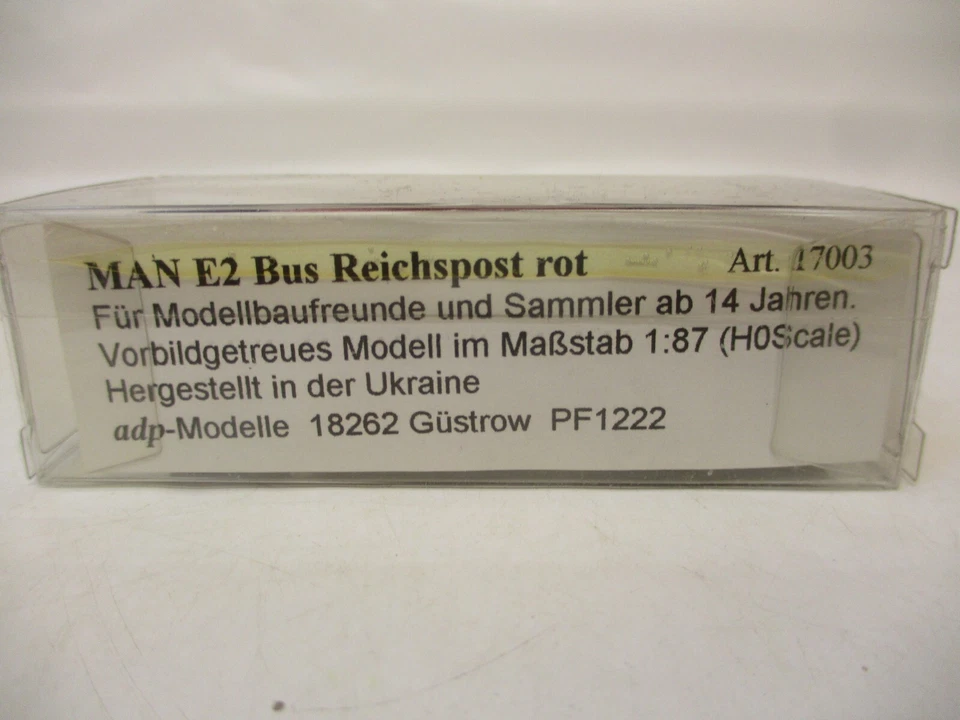 MAN E2 Bus Reichspost rot Art. 17003
Für Modellbaufreunde und Sammler ab 14 Jahren.
Vorbildgetreues Modell im Maßstab 1:87 (H0Scale)
Hergestellt in der Ukraine
adp-Modelle 18262 Güstrow PF1222